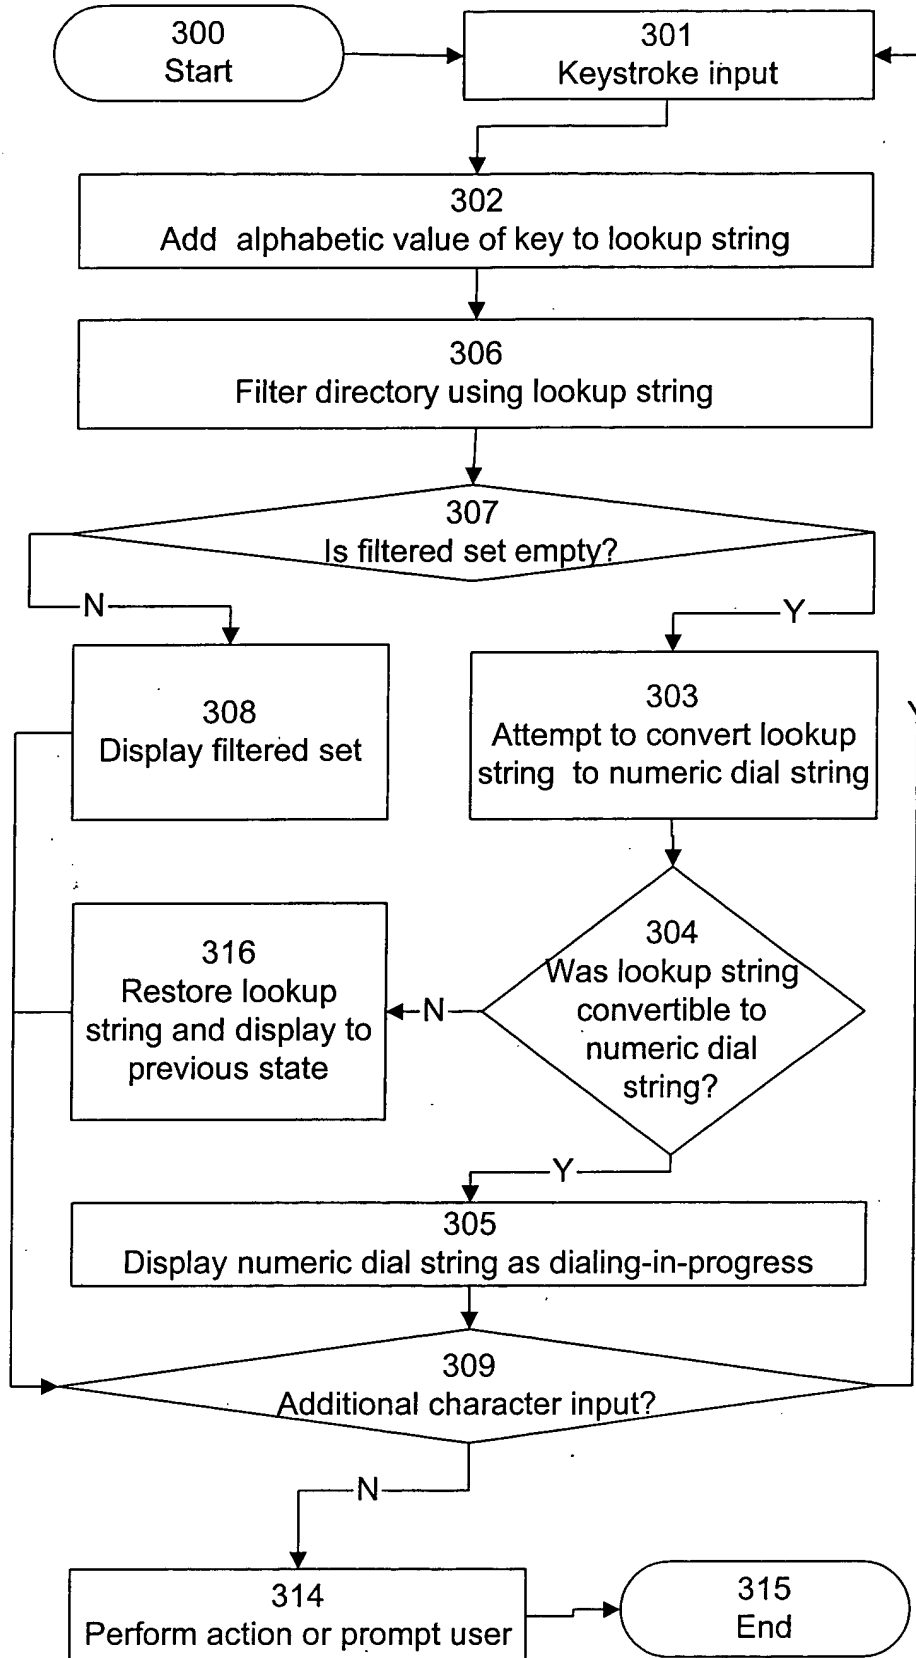 300
Start
301
Keystroke input
302
Add alphabetic value of key to lookup string
306
Filter directory using lookup string
307
Is filtered set empty?
N
Y
308
Display filtered set
303
Attempt to convert lookup
string to numeric dial string
Y
316
Restore lookup
string and display to
previous state
N
304
Was lookup string
convertible to
numeric dial
string?
Y
305
Display numeric dial string as dialing-in-progress
309
Additional character input?
N
314
Perform action or prompt user
315
End